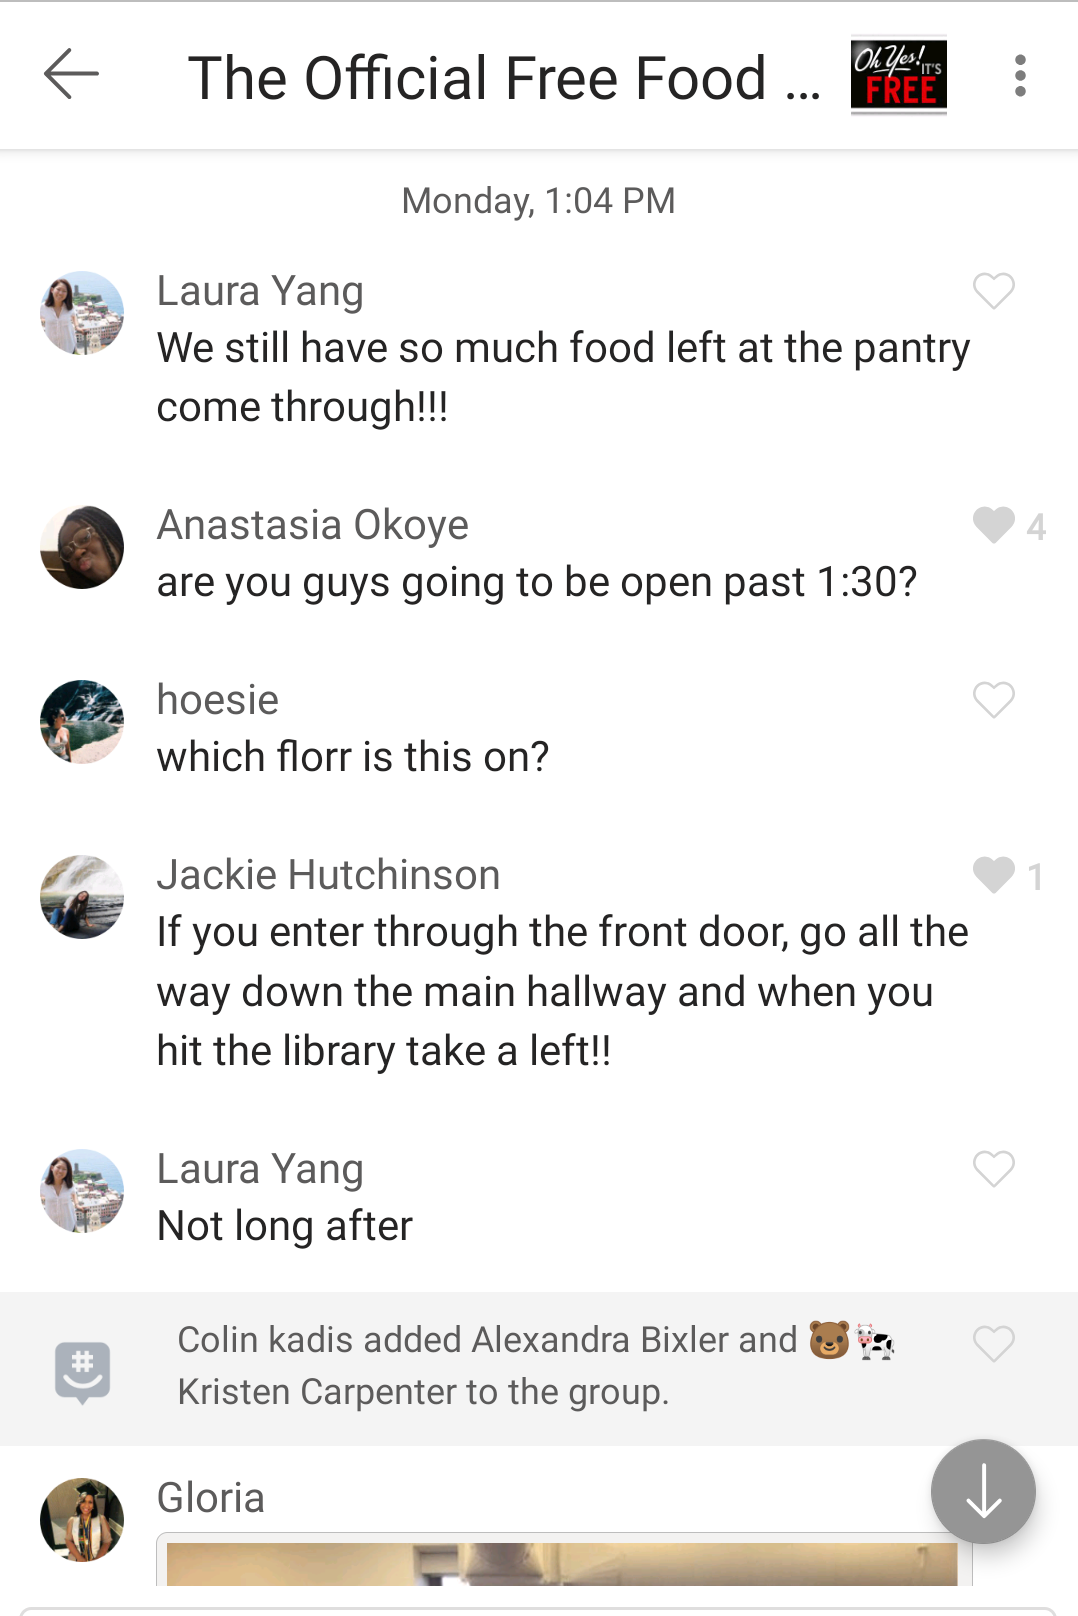 The Official Free Food ...
Oh Yes!
IT'S
FREE
Monday, 1:04 PM
Laura Yang
We still have so much food left at the pantry
come through!!!
Anastasia Okoye
4
are you guys going to be open past 1:30?
hoesie
which florr is this on?
Jackie Hutchinson
1
If you enter through the front door, go all the
way down the main hallway and when you
hit the library take a left!!
Laura Yang
Not long after
#
Colin kadis added Alexandra Bixler and 🐻🐄
Kristen Carpenter to the group.
Gloria